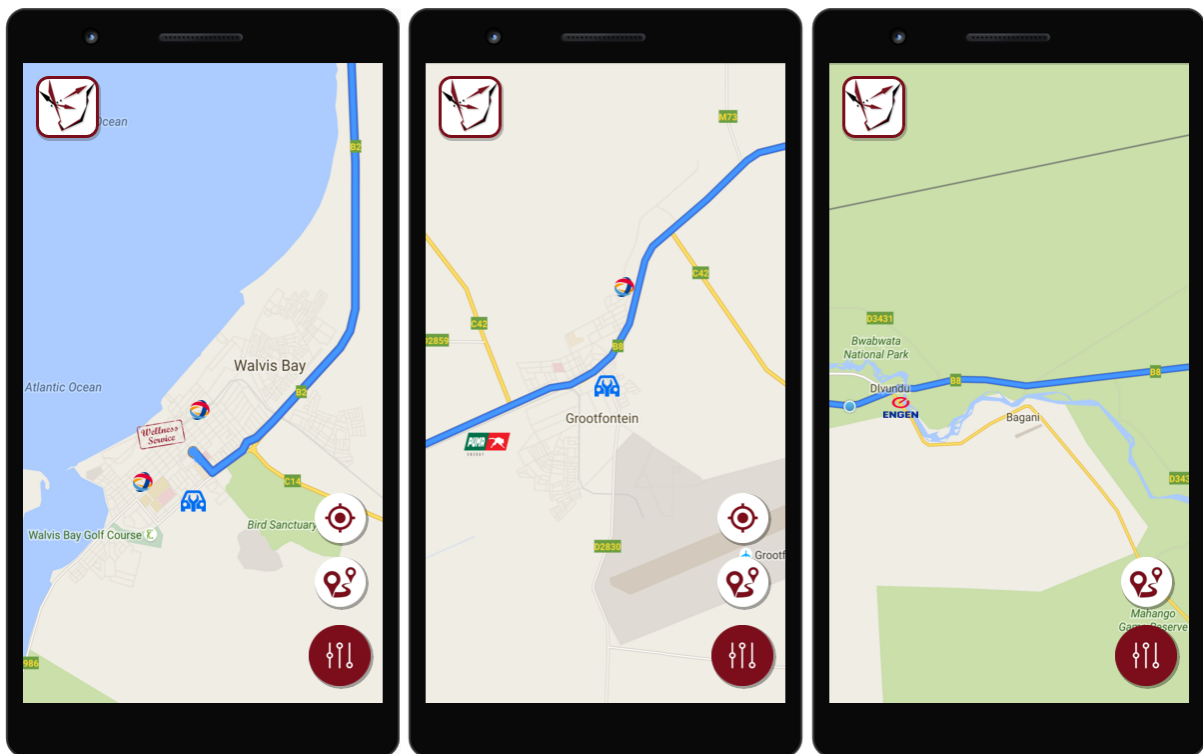 Ocean
B2
Walvis Bay
Atlantic Ocean
B2
Wellness
Service
C14
Walvis Bay Golf Course
Bird Sanctuary
986
M73
C42
C42
D2859
B8
Grootfontein
PUMA
ENERGY
D2830
Grootf
D3431
Bwabwata
National Park
B8
B8
Divundu
ENGEN
Bagani
D343
Mahango
Game Reserve